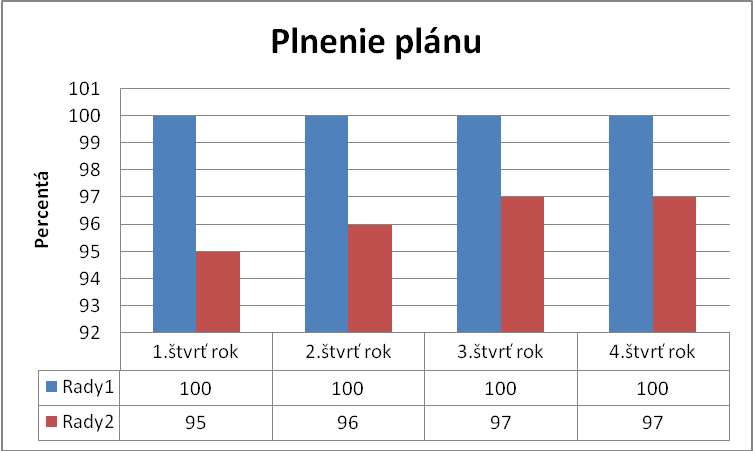 Plnenie plánu
Percentá
101
100
99
98
97
96
95
94
93
92
1.štvrť rok 2.štvrť rok 3.štvrť rok 4.štvrť rok
Rady1 100 100 100 100
Rady2 95 96 97 97